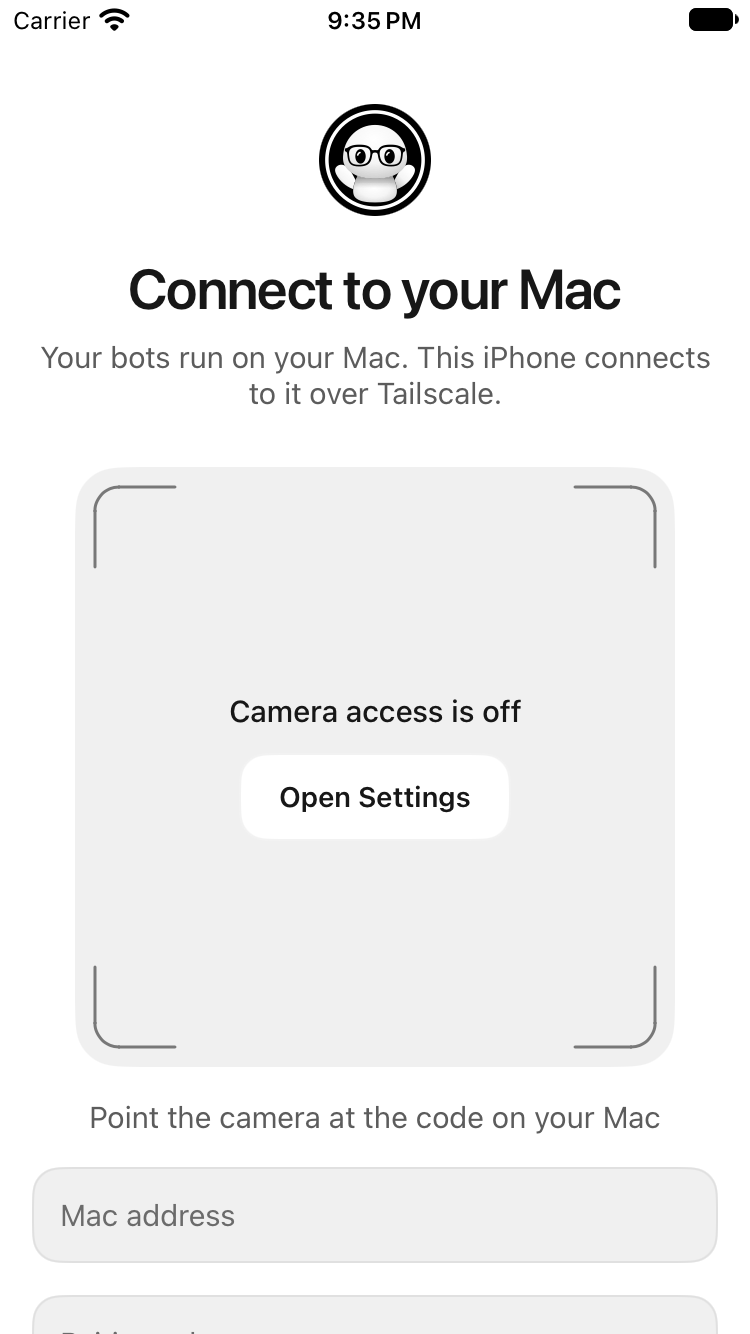 Carrier
9:35 PM
Connect to your Mac
Your bots run on your Mac. This iPhone connects
to it over Tailscale.
Camera access is off
Open Settings
Point the camera at the code on your Mac
Mac address